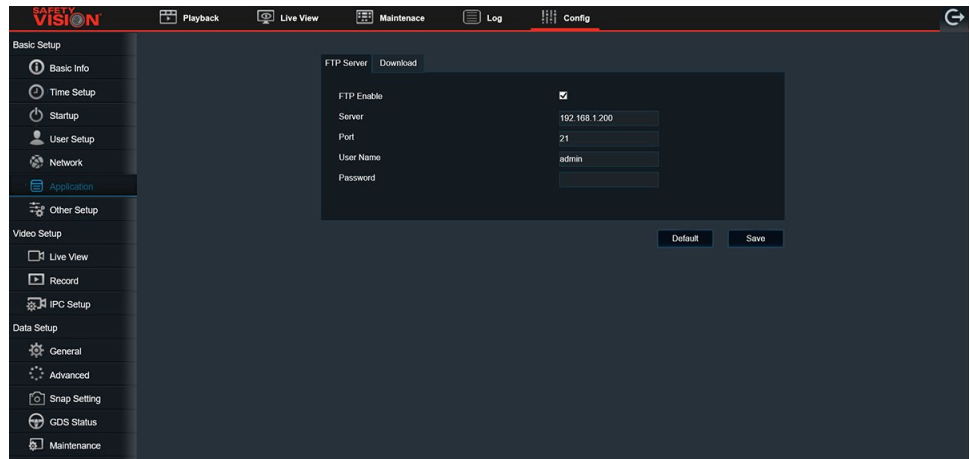 SAFETY
VISION
Playback
Live View
Maintenace
Log
Config
Basic Setup
Basic Info
Time Setup
Startup
User Setup
Network
Application
Other Setup
Video Setup
Live View
Record
IPC Setup
Data Setup
General
Advanced
Snap Setting
GDS Status
Maintenance
FTP Server Download
FTP Enable
Server 192.168.1.200
Port 21
User Name admin
Password
Default Save